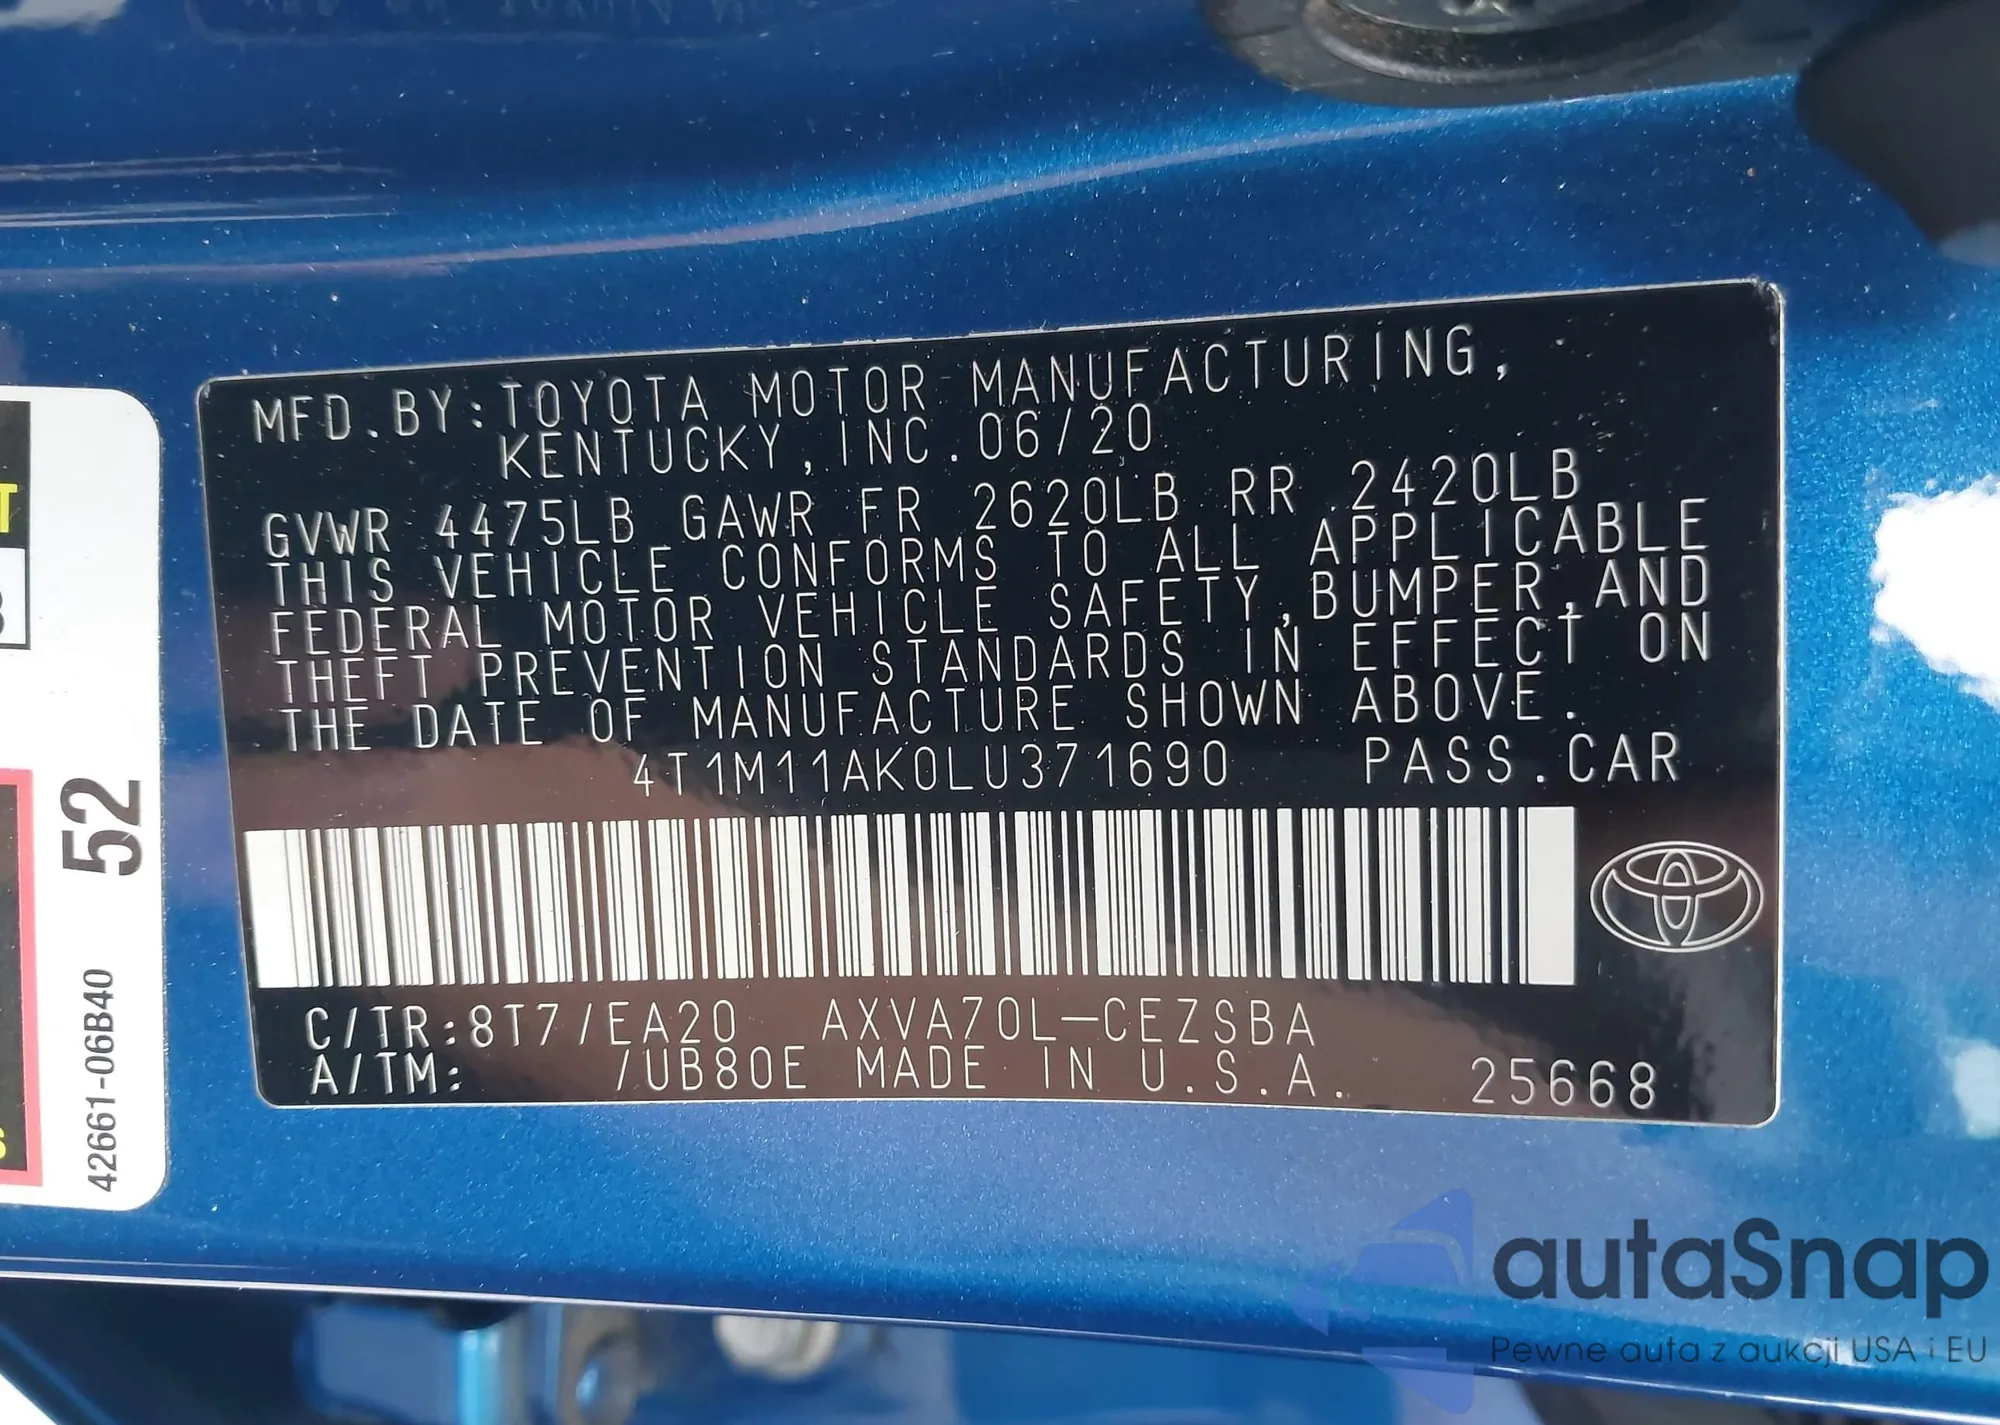 MFD.BY:TOYOTA MOTOR MANUFACTURING,
KENTUCKY,INC.06/20
GVWR 4475LB GAWR FR 2620LB RR 2420LB
THIS VEHICLE CONFORMS TO ALL APPLICABLE
FEDERAL MOTOR VEHICLE SAFETY,BUMPER,AND
THEFT PREVENTION STANDARDS IN EFFECT ON
THE DATE OF MANUFACTURE SHOWN ABOVE.
4T1M11AK0LU371690 PASS.CAR
C/TR:8T7/EA20 AXVA70L-CEZSBA
A/TM: /UB80E MADE IN U.S.A. 25668
52
42661-06B40
autaSnap
Pewne auta z aukcji USA i EU